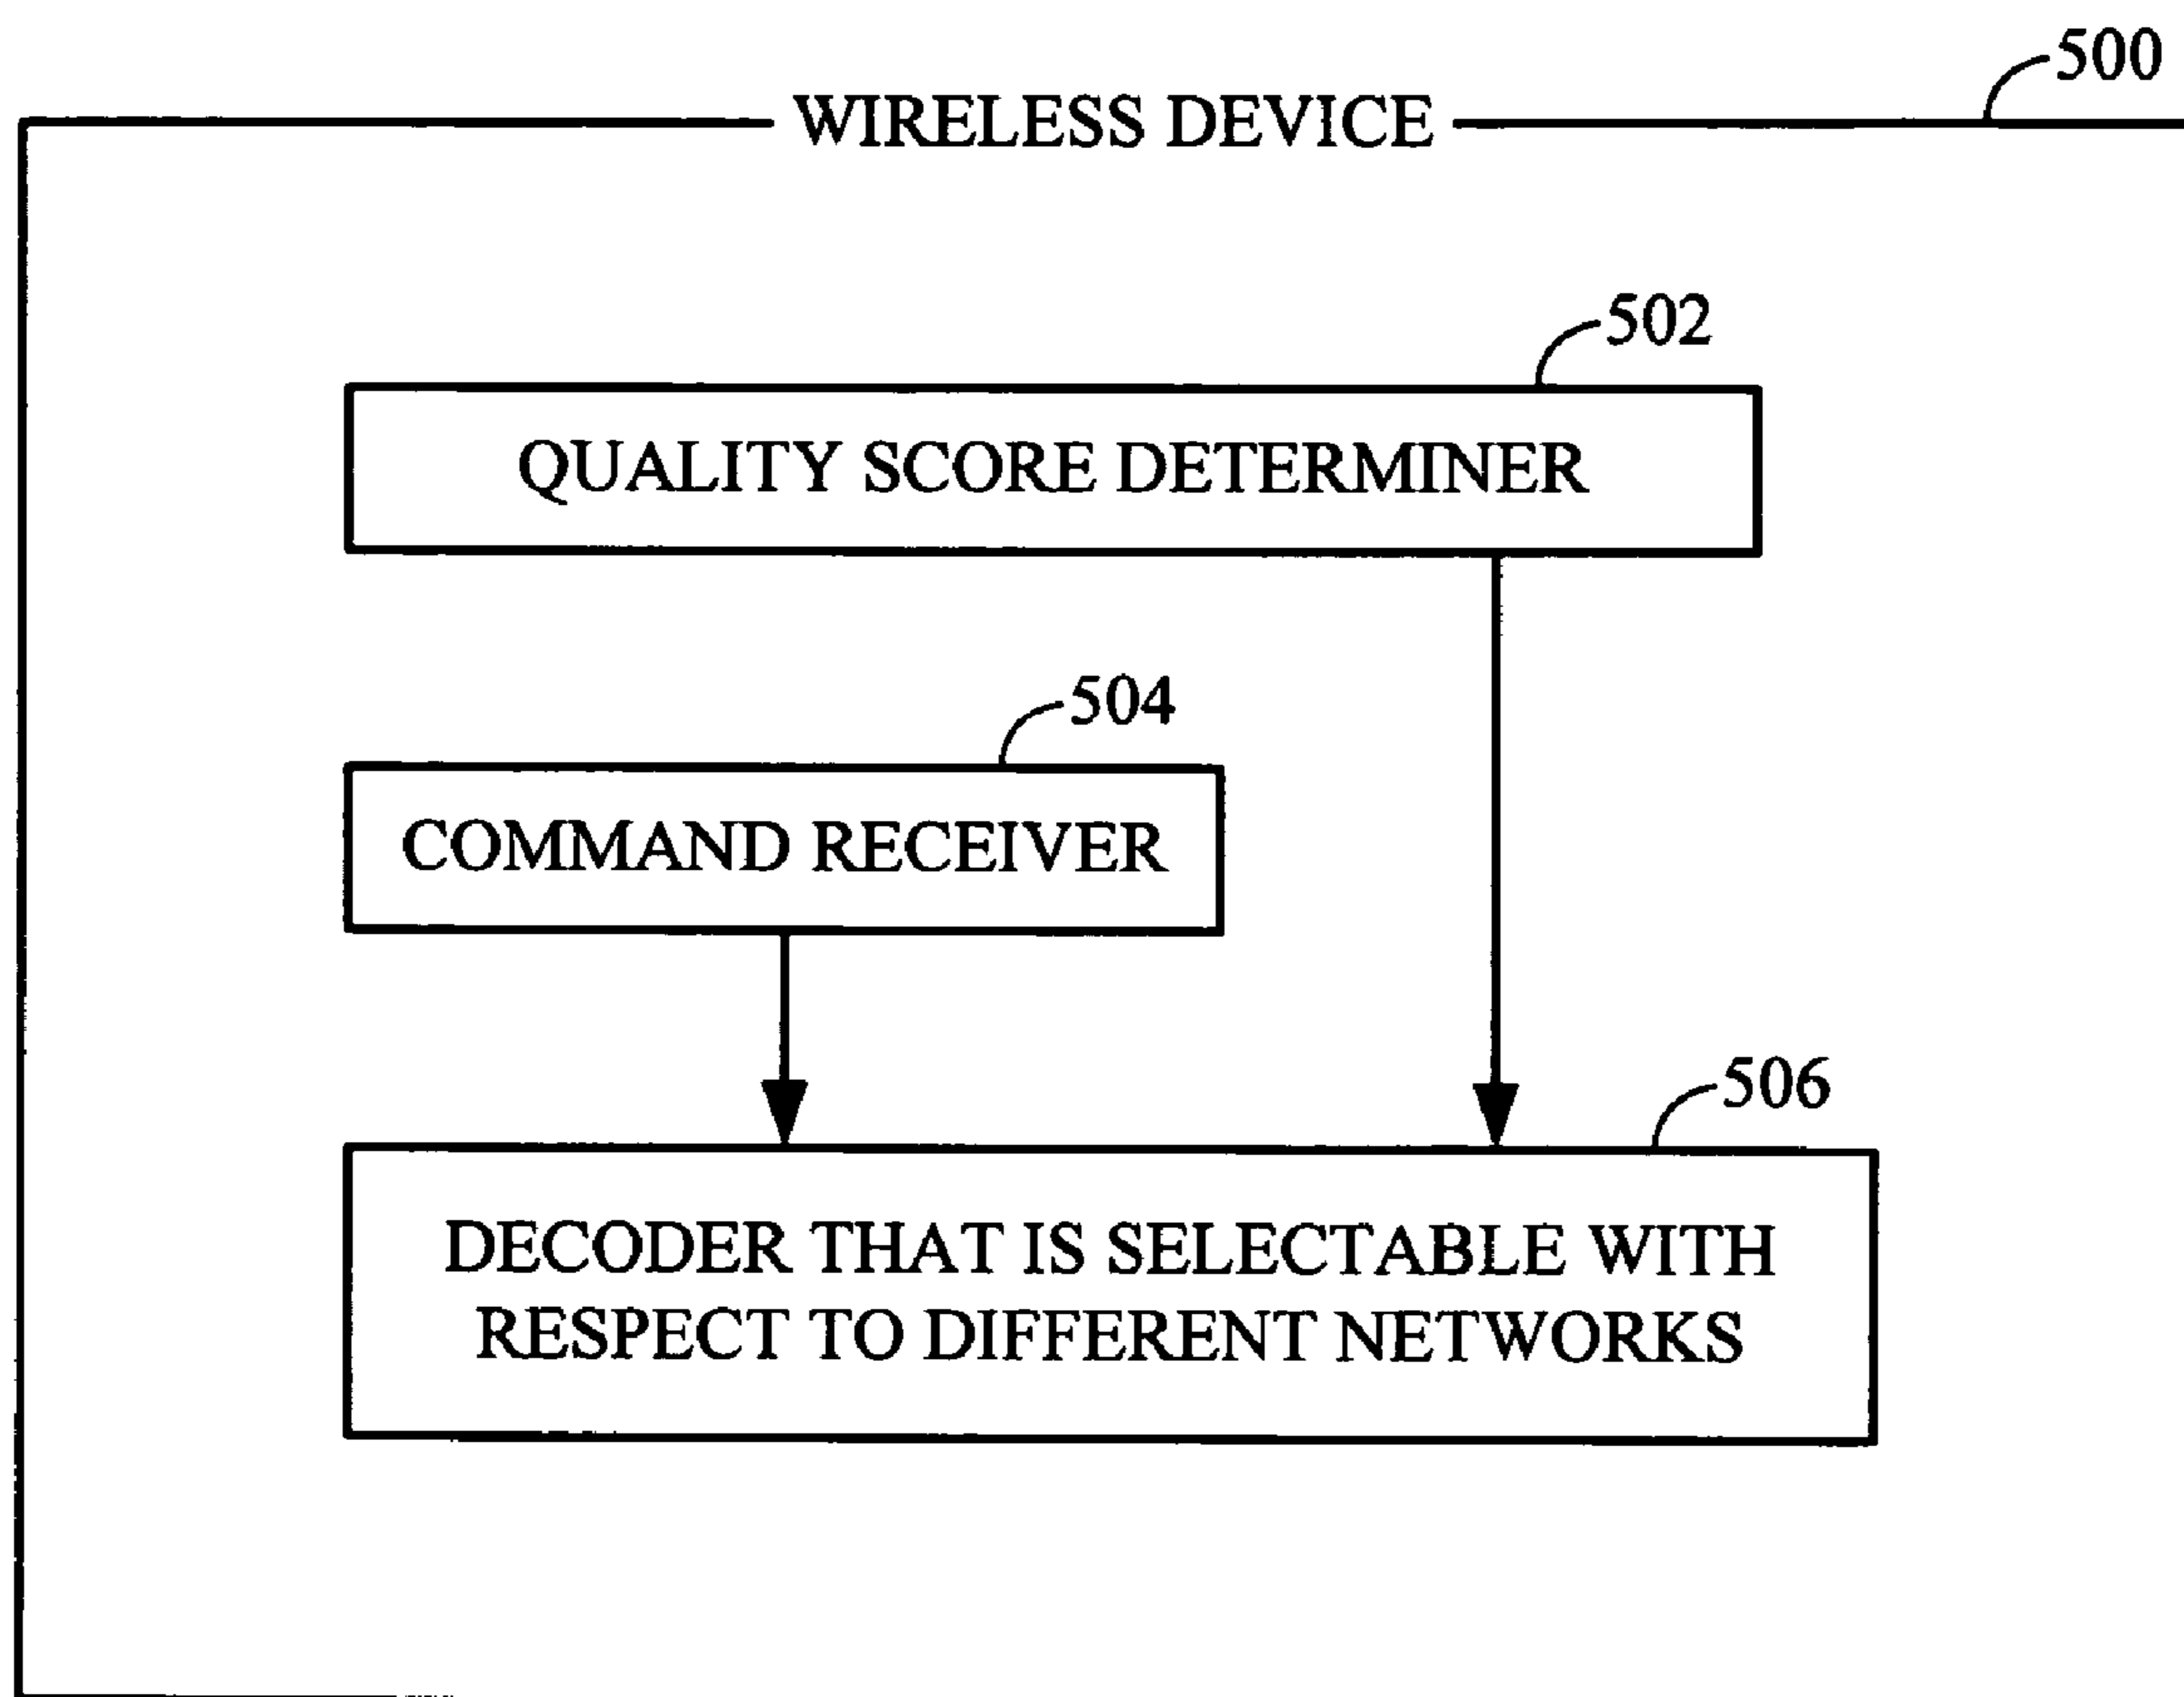 500
WIRELESS DEVICE
502
QUALITY SCORE DETERMINER
504
COMMAND RECEIVER
506
DECODER THAT IS SELECTABLE WITH
RESPECT TO DIFFERENT NETWORKS